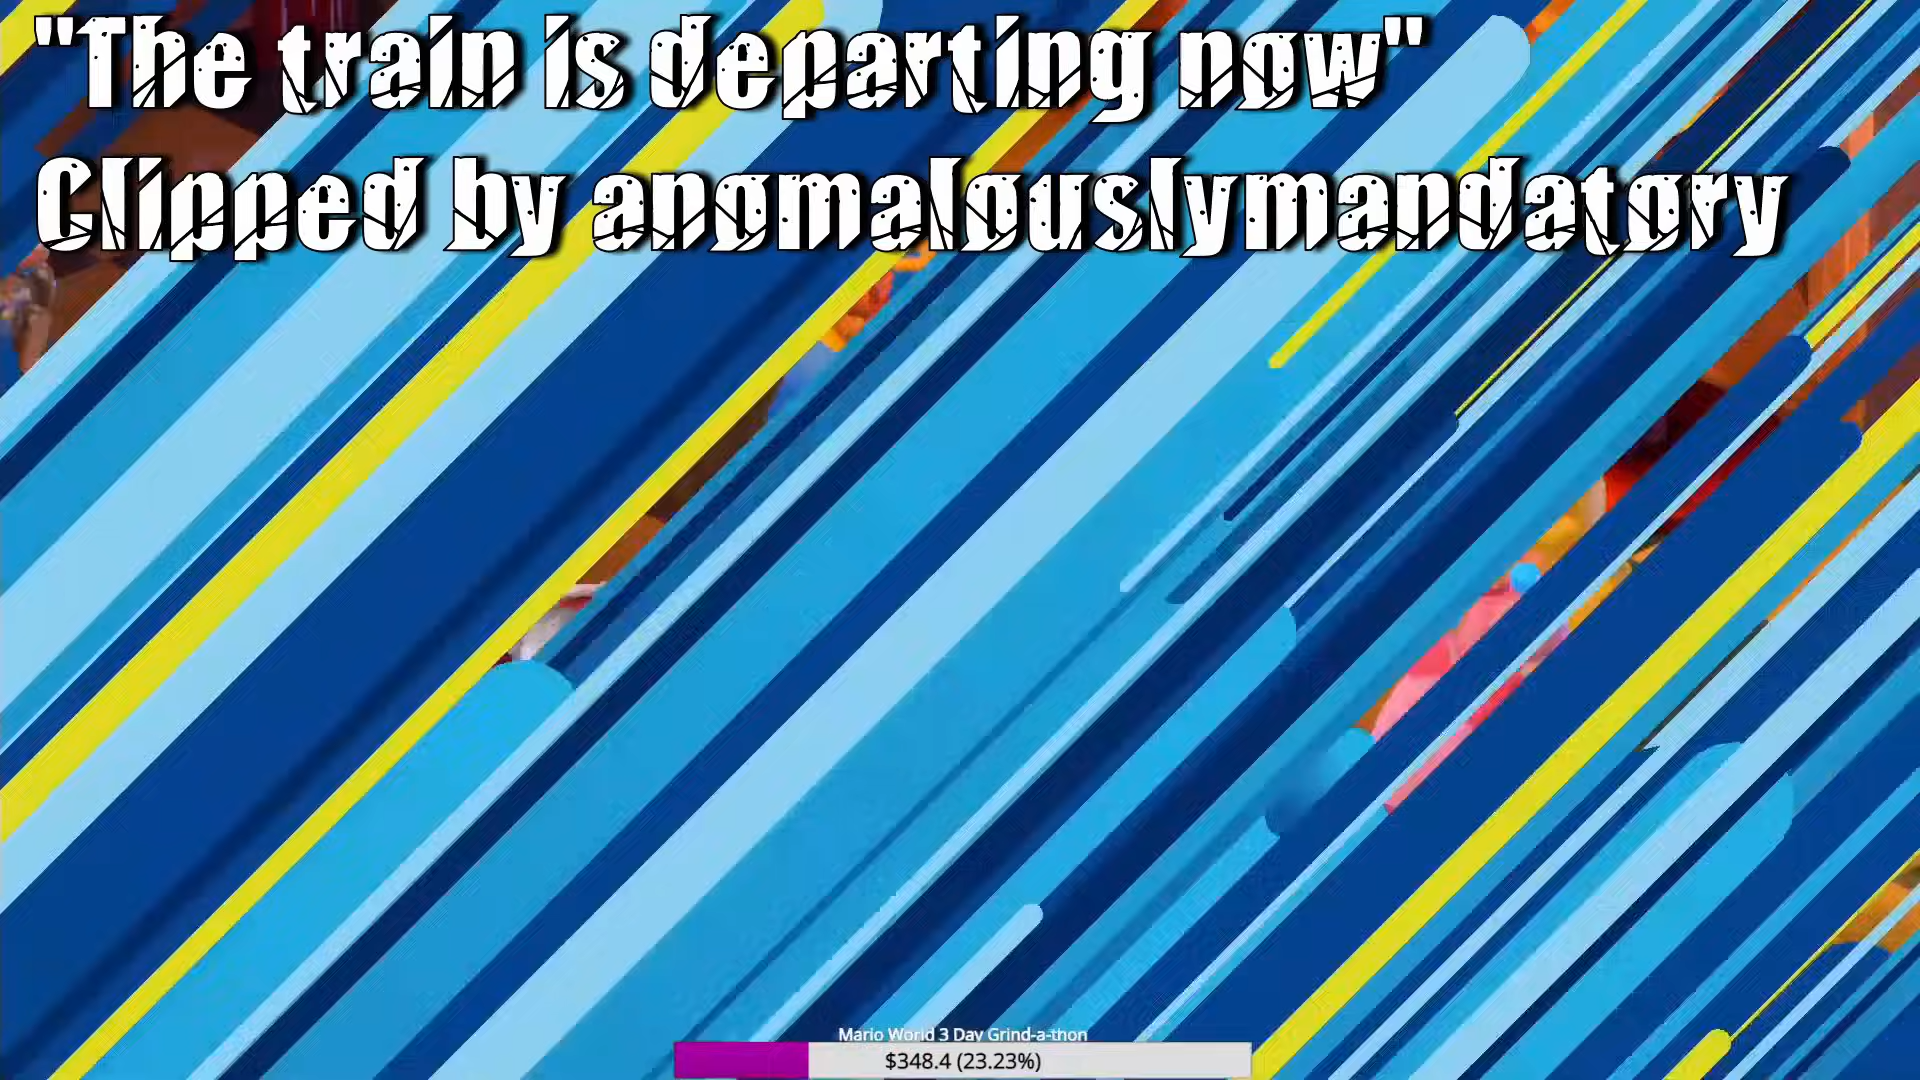 "The train is departing now"
Clipped by anomalouslymandatory
Mario World 3 Day Grind-a-thon
$348.4 (23.23%)